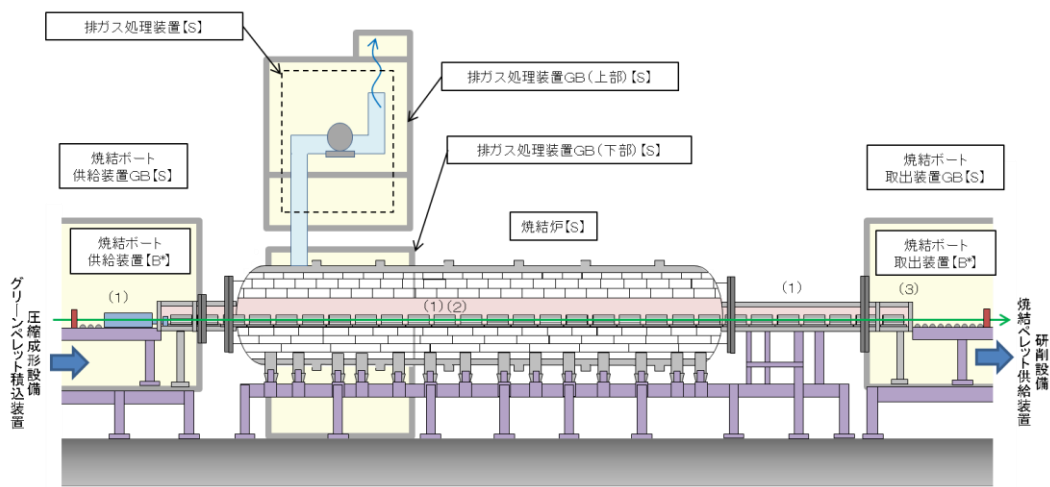 排ガス処理装置【S】
排ガス処理装置GB(上部)【S】
排ガス処理装置GB(下部)【S】
焼結ボート
供給装置GB【S】
焼結ボート
取出装置GB【S】
焼結炉【S】
焼結ボート
供給装置【B*】
焼結ボート
取出装置【B*】
(1)
(1)(2)
(1)
(3)
圧縮成形設備
グリーンペレット積込装置
研削設備
焼結ペレット供給装置